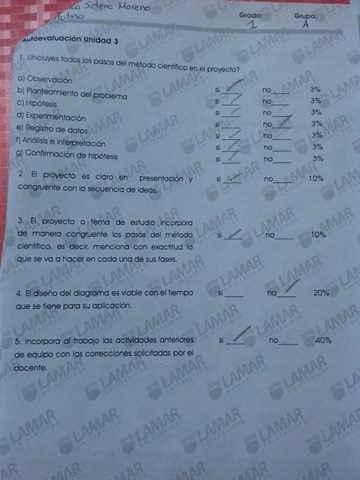 Selene Moreno
Grado:
Grupo:
1
A
Autoevaluación Unidad 3
1. ¿Incluyes todos los pasos del método científico en el proyecto?
a) Observación si no 3%
b) Planteamiento del problema si no 3%
c) Hipótesis si no 3%
d) Experimentación si no 3%
e) Registro de datos si no 3%
f) Análisis e interpretación si no 3%
g) Confirmación de hipótesis si no 3%
2. El proyecto es claro en presentación y si no 10%
congruente con la secuencia de ideas.
3. El proyecto o tema de estudio incorpora
de manera congruente los pasos del método si no 10%
científico, es decir, menciona con exactitud lo
que se va a hacer en cada una de sus fases.
4. El diseño del diagrama es viable con el tiempo si no 20%
que se tiene para su aplicación.
5. Incorpora al trabajo las actividades anteriores si no 40%
de equipo con las correcciones solicitadas por el
docente.
LAMAR